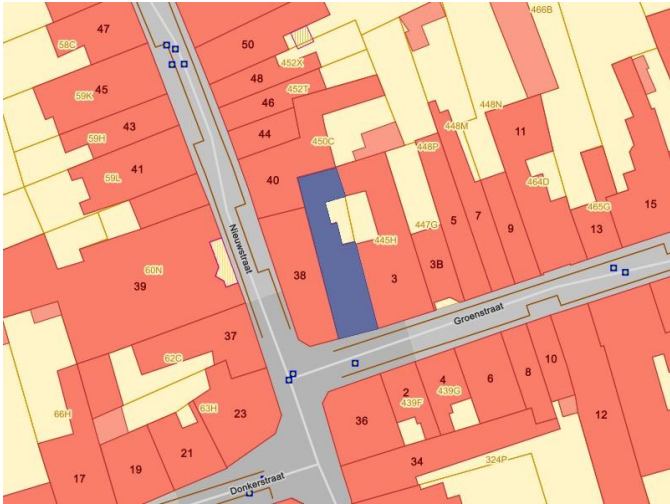 466B
47
50
58C
452X
48
45
59K
452T
46
448N
43
59H
44
450C
448M
11
448P
41
59L
40
464D
465G
15
5
7
Nieuwstraat
447G
9
13
445H
60N
38
3
3B
39
Groenstraat
37
62C
10
4
6
8
2
439G
439F
66H
63H
23
36
12
21
19
34
324P
17
Donkerstraat